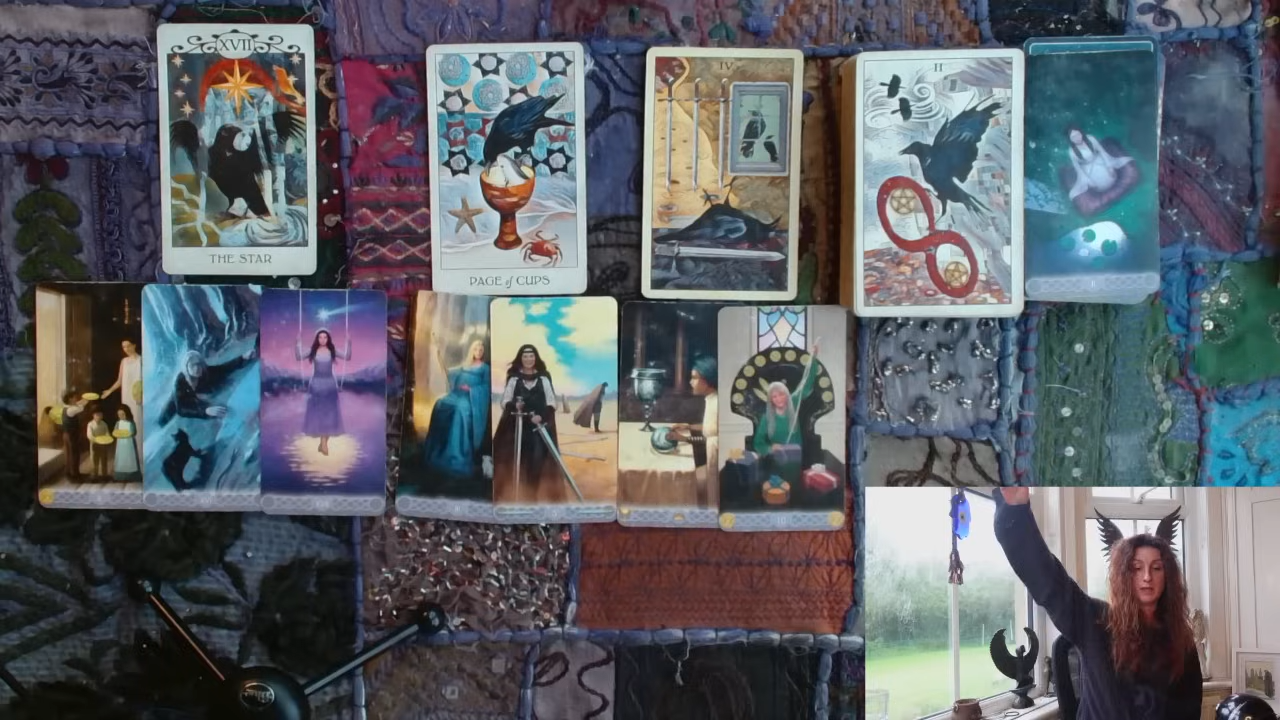 XVII
THE STAR
PAGE of CUPS
IV
II